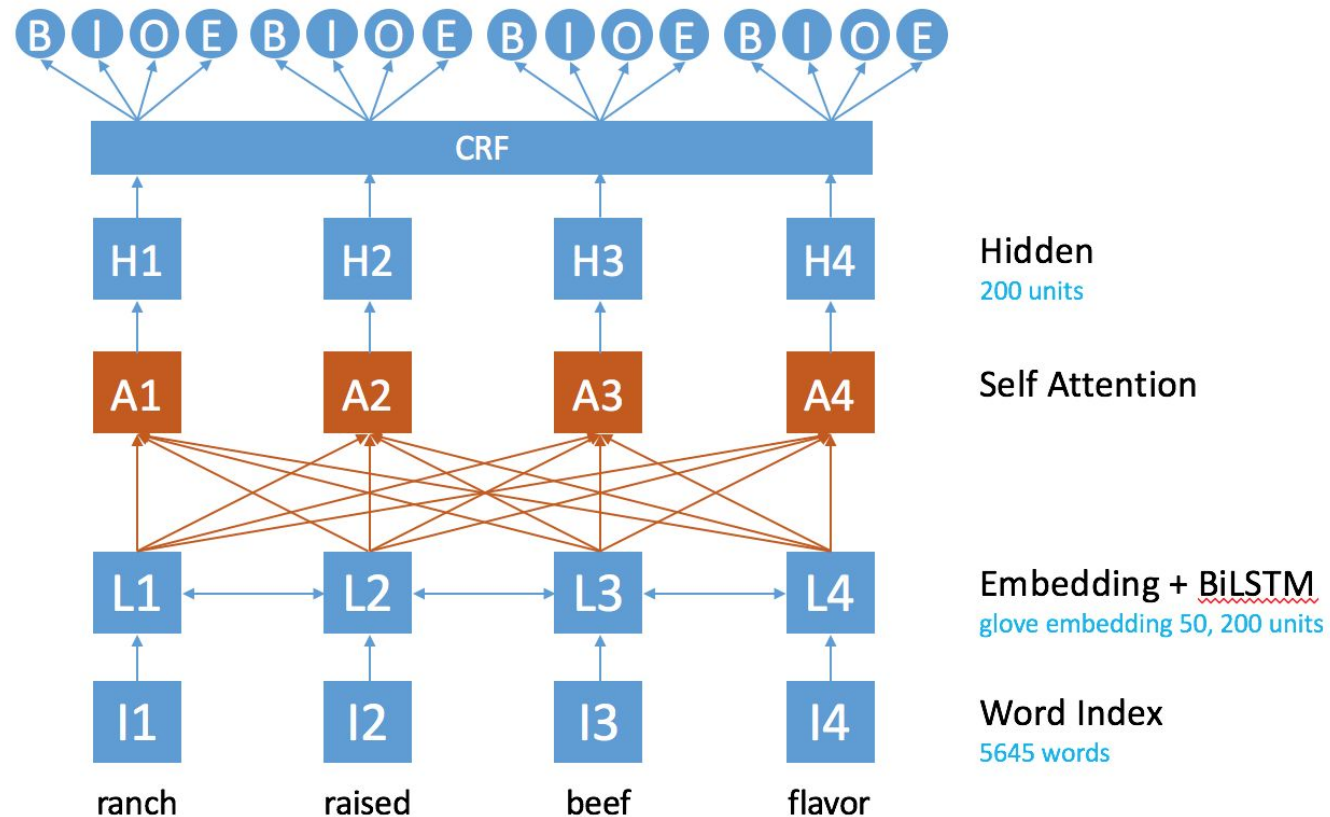 B I O E B I O E B I O E B I O E
CRF
H1 H2 H3 H4 Hidden
200 units
A1 A2 A3 A4 Self Attention
L1 L2 L3 L4 Embedding + BiLSTM
glove embedding 50, 200 units
I1 I2 I3 I4 Word Index
5645 words
ranch raised beef flavor